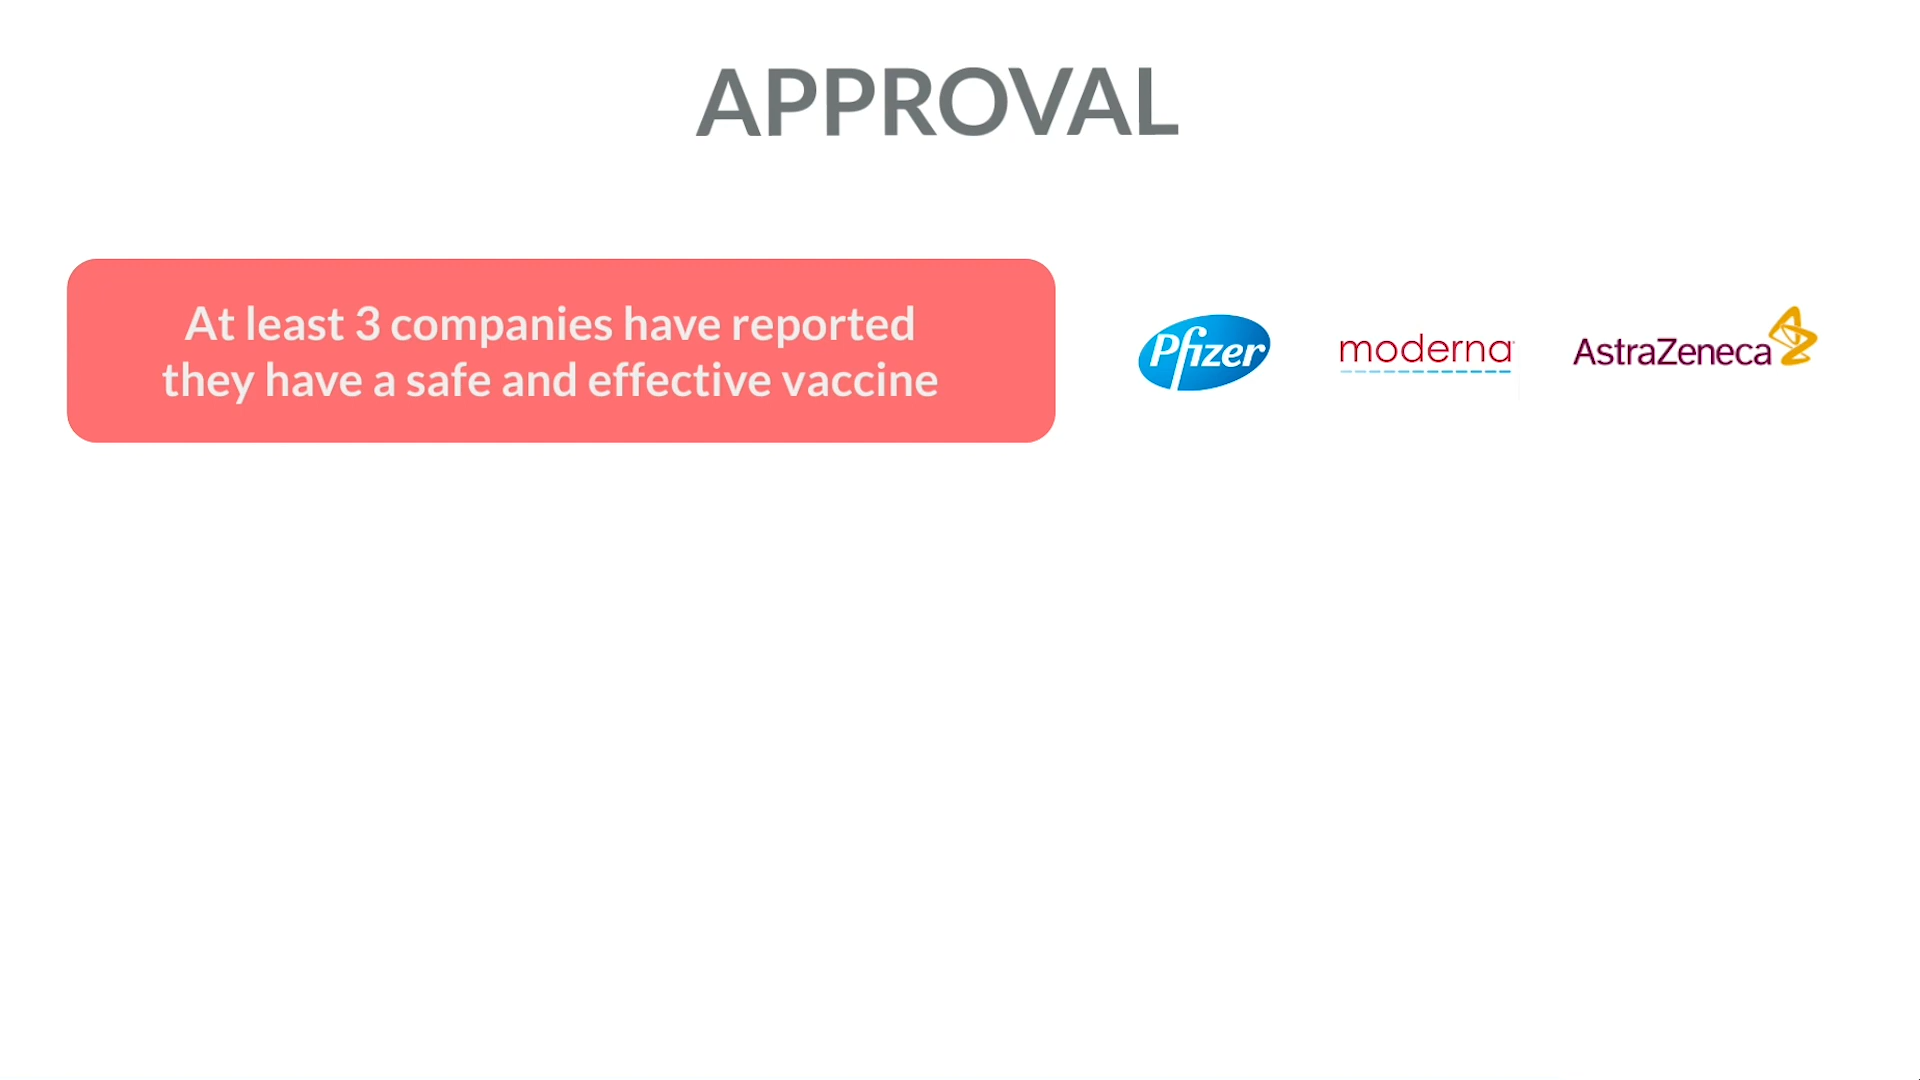 APPROVAL
At least 3 companies have reported
they have a safe and effective vaccine
Pfizer
moderna
AstraZeneca